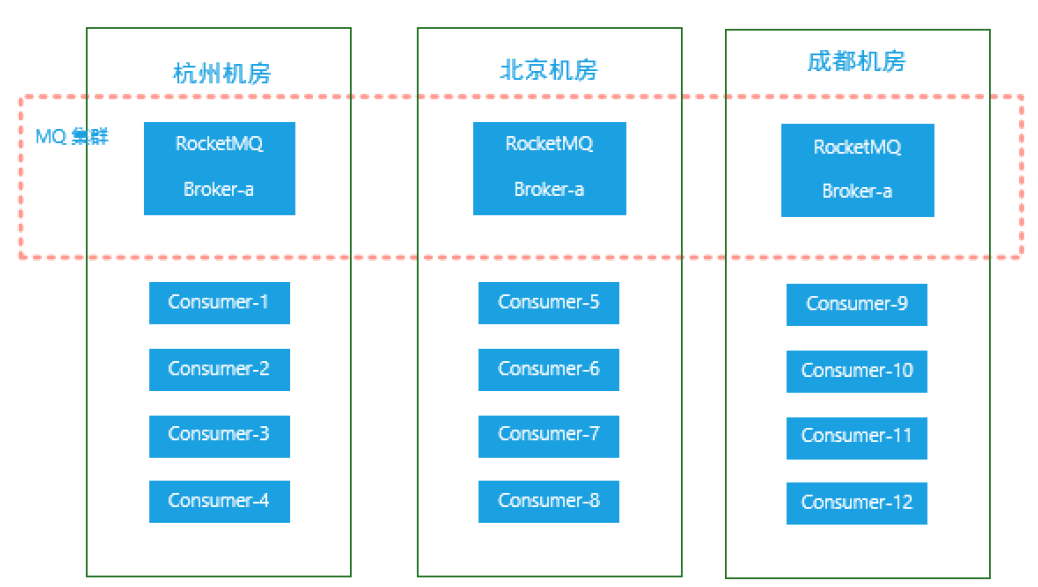 杭州机房
北京机房
成都机房
MQ 集群
RocketMQ
Broker-a
RocketMQ
Broker-a
RocketMQ
Broker-a
Consumer-1
Consumer-2
Consumer-3
Consumer-4
Consumer-5
Consumer-6
Consumer-7
Consumer-8
Consumer-9
Consumer-10
Consumer-11
Consumer-12